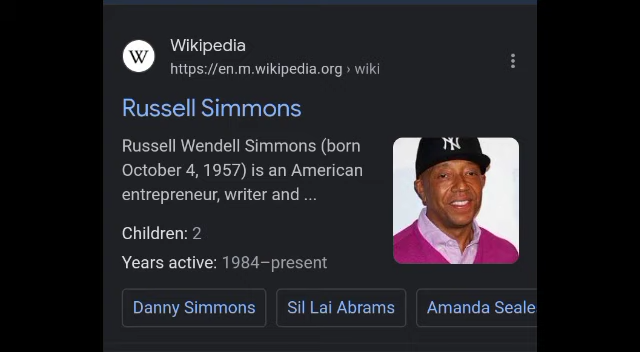 W
Wikipedia
https://en.m.wikipedia.org › wiki
Russell Simmons
Russell Wendell Simmons (born
October 4, 1957) is an American
entrepreneur, writer and ...
Children: 2
Years active: 1984–present
Danny Simmons
Sil Lai Abrams
Amanda Seale
NY